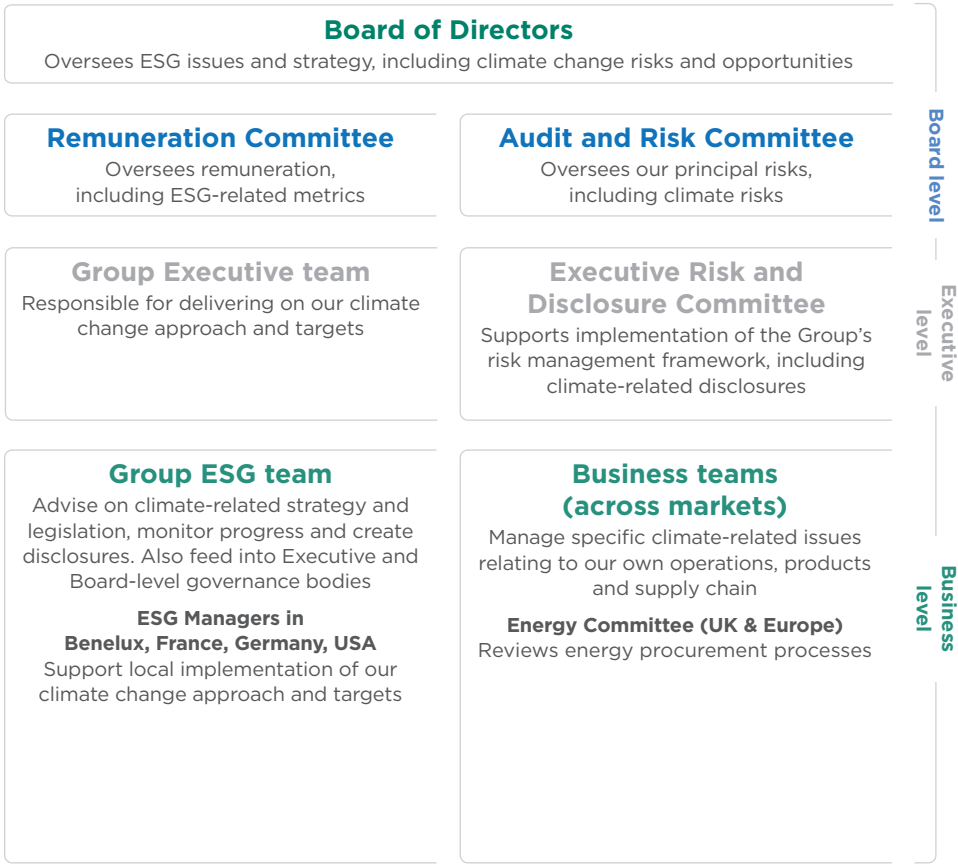 Board of Directors
Oversees ESG issues and strategy, including climate change risks and opportunities
Remuneration Committee
Oversees remuneration,
including ESG-related metrics
Audit and Risk Committee
Oversees our principal risks,
including climate risks
Board level
Group Executive team
Responsible for delivering on our climate
change approach and targets
Executive Risk and
Disclosure Committee
Supports implementation of the Group’s
risk management framework, including
climate-related disclosures
Executive
level
Group ESG team
Advise on climate-related strategy and
legislation, monitor progress and create
disclosures. Also feed into Executive and
Board-level governance bodies
ESG Managers in
Benelux, France, Germany, USA
Support local implementation of our
climate change approach and targets
Business teams
(across markets)
Manage specific climate-related issues
relating to our own operations, products
and supply chain
Energy Committee (UK & Europe)
Reviews energy procurement processes
Business
level